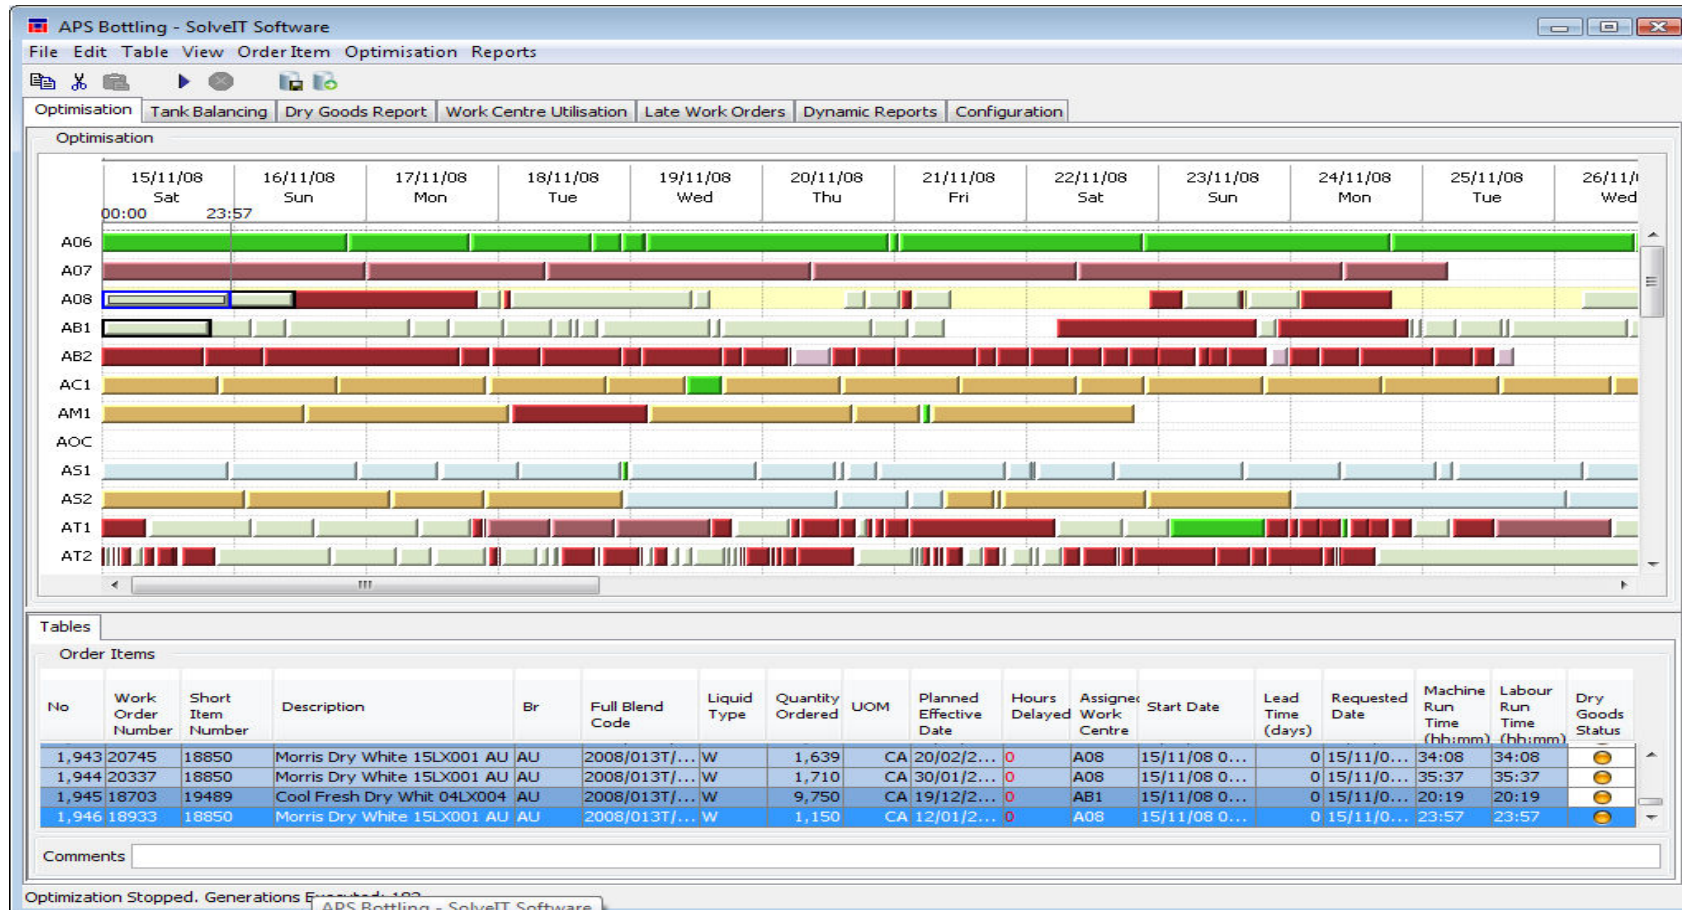 APS Bottling - SolveIT Software
File Edit Table View Order Item Optimisation Reports
Optimisation Tank Balancing Dry Goods Report Work Centre Utilisation Late Work Orders Dynamic Reports Configuration
Optimisation
15/11/08 16/11/08 17/11/08 18/11/08 19/11/08 20/11/08 21/11/08 22/11/08 23/11/08 24/11/08 25/11/08 26/11/
Sat Sun Mon Tue Wed Thu Fri Sat Sun Mon Tue Wed
00:00 23:57
A06
A07
A08
AB1
AB2
AC1
AM1
AOC
AS1
AS2
AT1
AT2
Tables
Order Items
No Work Order Number Short Item Number Description Br Full Blend Code Liquid Type Quantity Ordered UOM Planned Effective Date Hours Delayed Assigned Work Centre Start Date Lead Time (days) Requested Date Machine Run Time (hh:mm) Labour Run Time (hh:mm) Dry Goods Status
1,943 20745 18850 Morris Dry White 15LX001 AU AU 2008/013T/... W 1,639 CA 20/02/2... 0 A08 15/11/08 0... 0 15/11/0... 34:08 34:08
1,944 20337 18850 Morris Dry White 15LX001 AU AU 2008/013T/... W 1,710 CA 30/01/2... 0 A08 15/11/08 0... 0 15/11/0... 35:37 35:37
1,945 18703 19489 Cool Fresh Dry Whit 04LX004 AU 2008/013T/... W 9,750 CA 19/12/2... 0 AB1 15/11/08 0... 0 15/11/0... 20:19 20:19
1,946 18933 18850 Morris Dry White 15LX001 AU AU 2008/013T/... W 1,150 CA 12/01/2... 0 A08 15/11/08 0... 0 15/11/0... 23:57 23:57
Comments
Optimization Stopped. Generations
APS Bottling - SolveIT Software